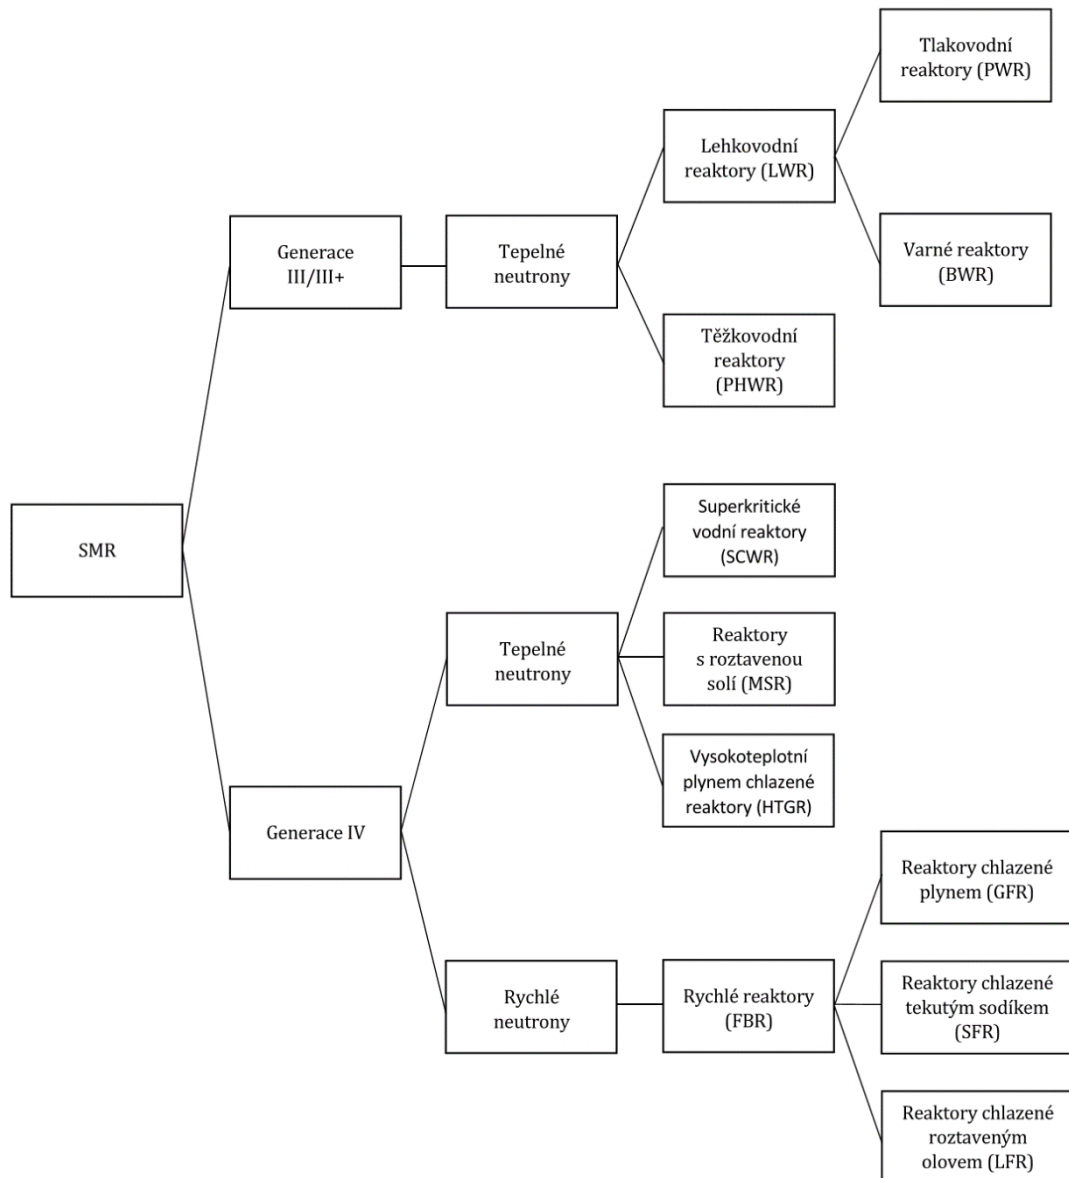 Tlakovodní
reaktory (PWR)
Lehkovodní
reaktory (LWR)
Varné reaktory
(BWR)
Generace
III/III+
Tepelné
neutrony
Těžkovodní
reaktory
(PHWR)
SMR
Superkritické
vodní reaktory
(SCWR)
Tepelné
neutrony
Reaktory
s roztavenou
solí (MSR)
Vysokoteplotní
plynem chlazené
reaktory (HTGR)
Generace IV
Reaktory chlazené
plynem (GFR)
Rychlé
neutrony
Rychlé reaktory
(FBR)
Reaktory chlazené
tekutým sodíkem
(SFR)
Reaktory chlazené
roztaveným
olovem (LFR)